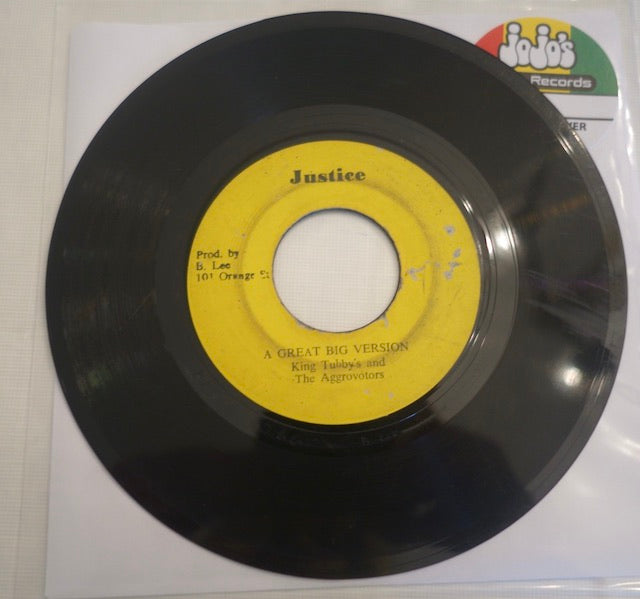 jojo's
Records
Justice
Prod. by
B. Lee
101 Orange St
A GREAT BIG VERSION
King Tubby's and
The Aggrovotors